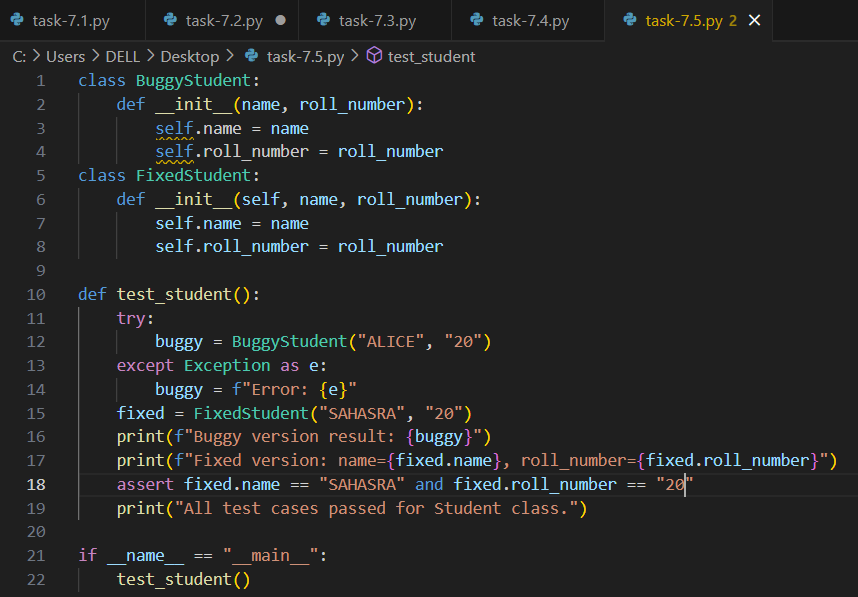 task-7.1.py task-7.2.py task-7.3.py task-7.4.py task-7.5.py 2
C: > Users > DELL > Desktop > task-7.5.py > test_student
1 class BuggyStudent:
2     def __init__(name, roll_number):
3         self.name = name
4         self.roll_number = roll_number
5 class FixedStudent:
6     def __init__(self, name, roll_number):
7         self.name = name
8         self.roll_number = roll_number
9
10 def test_student():
11     try:
12         buggy = BuggyStudent("ALICE", "20")
13     except Exception as e:
14         buggy = f"Error: {e}"
15     fixed = FixedStudent("SAHASRA", "20")
16     print(f"Buggy version result: {buggy}")
17     print(f"Fixed version: name={fixed.name}, roll_number={fixed.roll_number}")
18     assert fixed.name == "SAHASRA" and fixed.roll_number == "20"
19     print("All test cases passed for Student class.")
20
21 if __name__ == "__main__":
22     test_student()